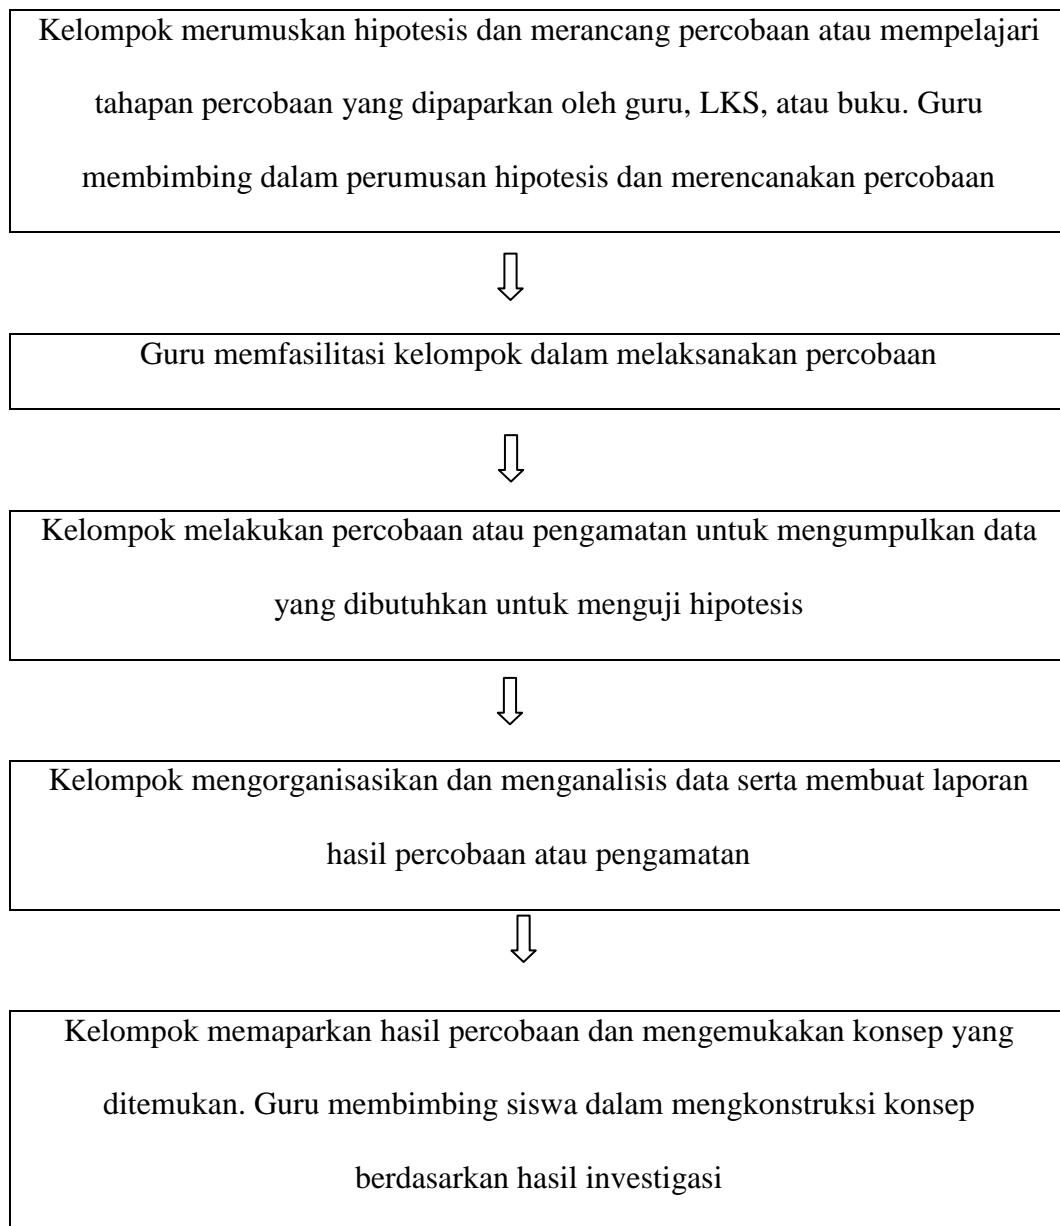 Kelompok merumuskan hipotesis dan merancang percobaan atau mempelajari
tahapan percobaan yang dipaparkan oleh guru, LKS, atau buku. Guru
membimbing dalam perumusan hipotesis dan merencanakan percobaan
Guru memfasilitasi kelompok dalam melaksanakan percobaan
Kelompok melakukan percobaan atau pengamatan untuk mengumpulkan data
yang dibutuhkan untuk menguji hipotesis
Kelompok mengorganisasikan dan menganalisis data serta membuat laporan
hasil percobaan atau pengamatan
Kelompok memaparkan hasil percobaan dan mengemukakan konsep yang
ditemukan. Guru membimbing siswa dalam mengkonstruksi konsep
berdasarkan hasil investigasi